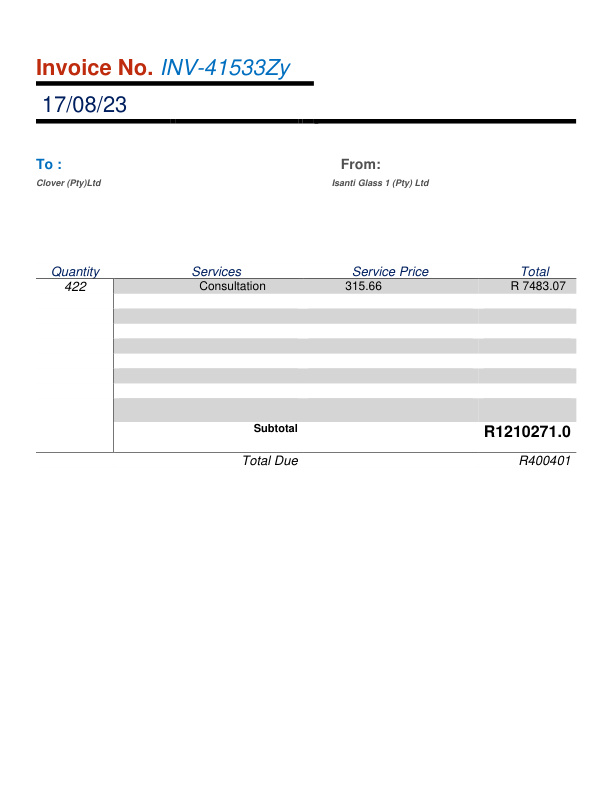 Invoice No. INV-41533Zy
17/08/23
To : From:
Clover (Pty)Ltd Isanti Glass 1 (Pty) Ltd
Quantity Services Service Price Total
422 Consultation 315.66 R 7483.07
Subtotal R1210271.0
Total Due R400401